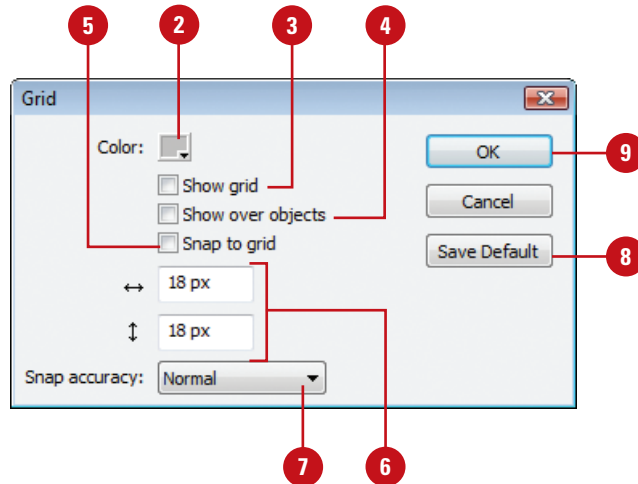 5 2 3 4
Grid
Color:
OK
9
Show grid
Show over objects
Cancel
Snap to grid
Save Default
8
↔ 18 px
↕ 18 px
Snap accuracy: Normal
7 6